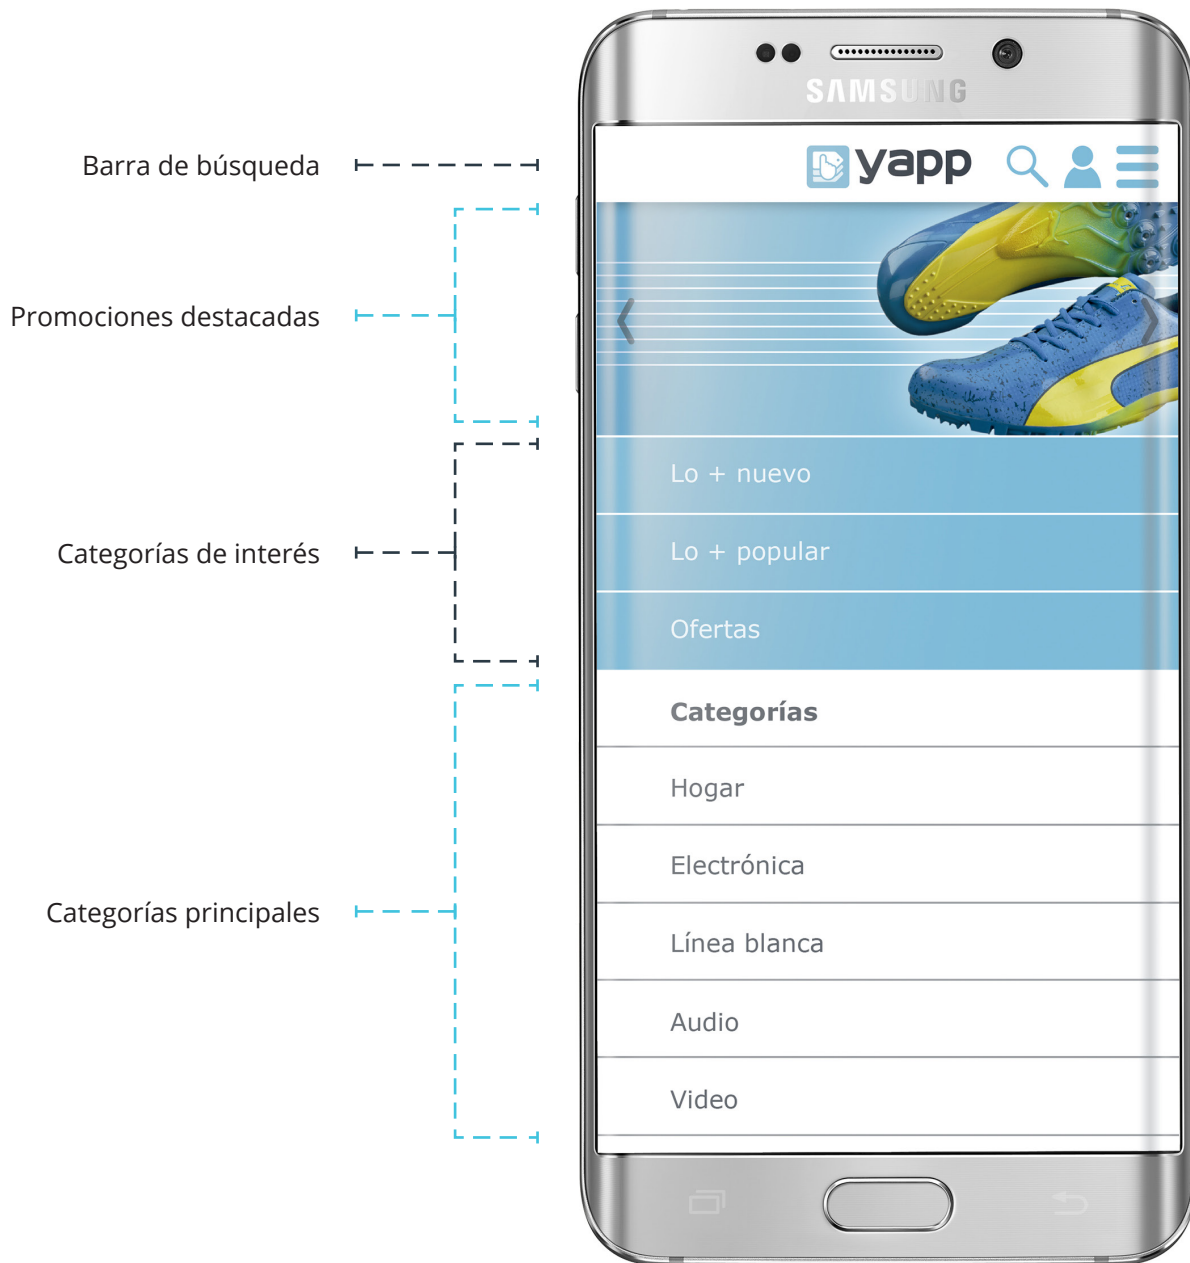 SAMSUNG
yapp
Barra de búsqueda
Promociones destacadas
Lo + nuevo
Lo + popular
Categorías de interés
Ofertas
Categorías
Hogar
Electrónica
Categorías principales
Línea blanca
Audio
Video